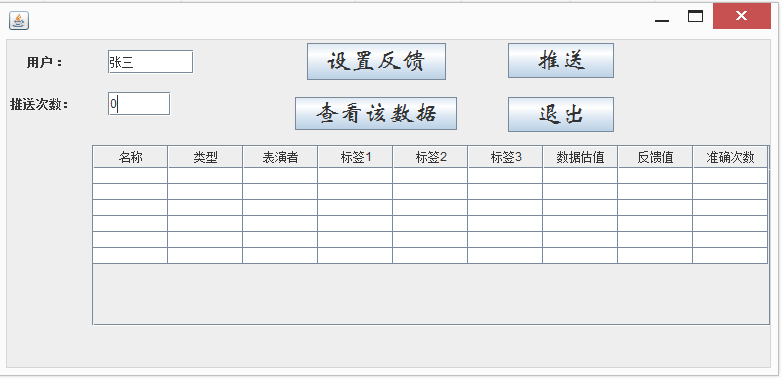 用户： 张三 设置反馈 推送
推送次数： 0 查看该数据 退出
名称 类型 表演者 标签1 标签2 标签3 数据估值 反馈值 准确次数